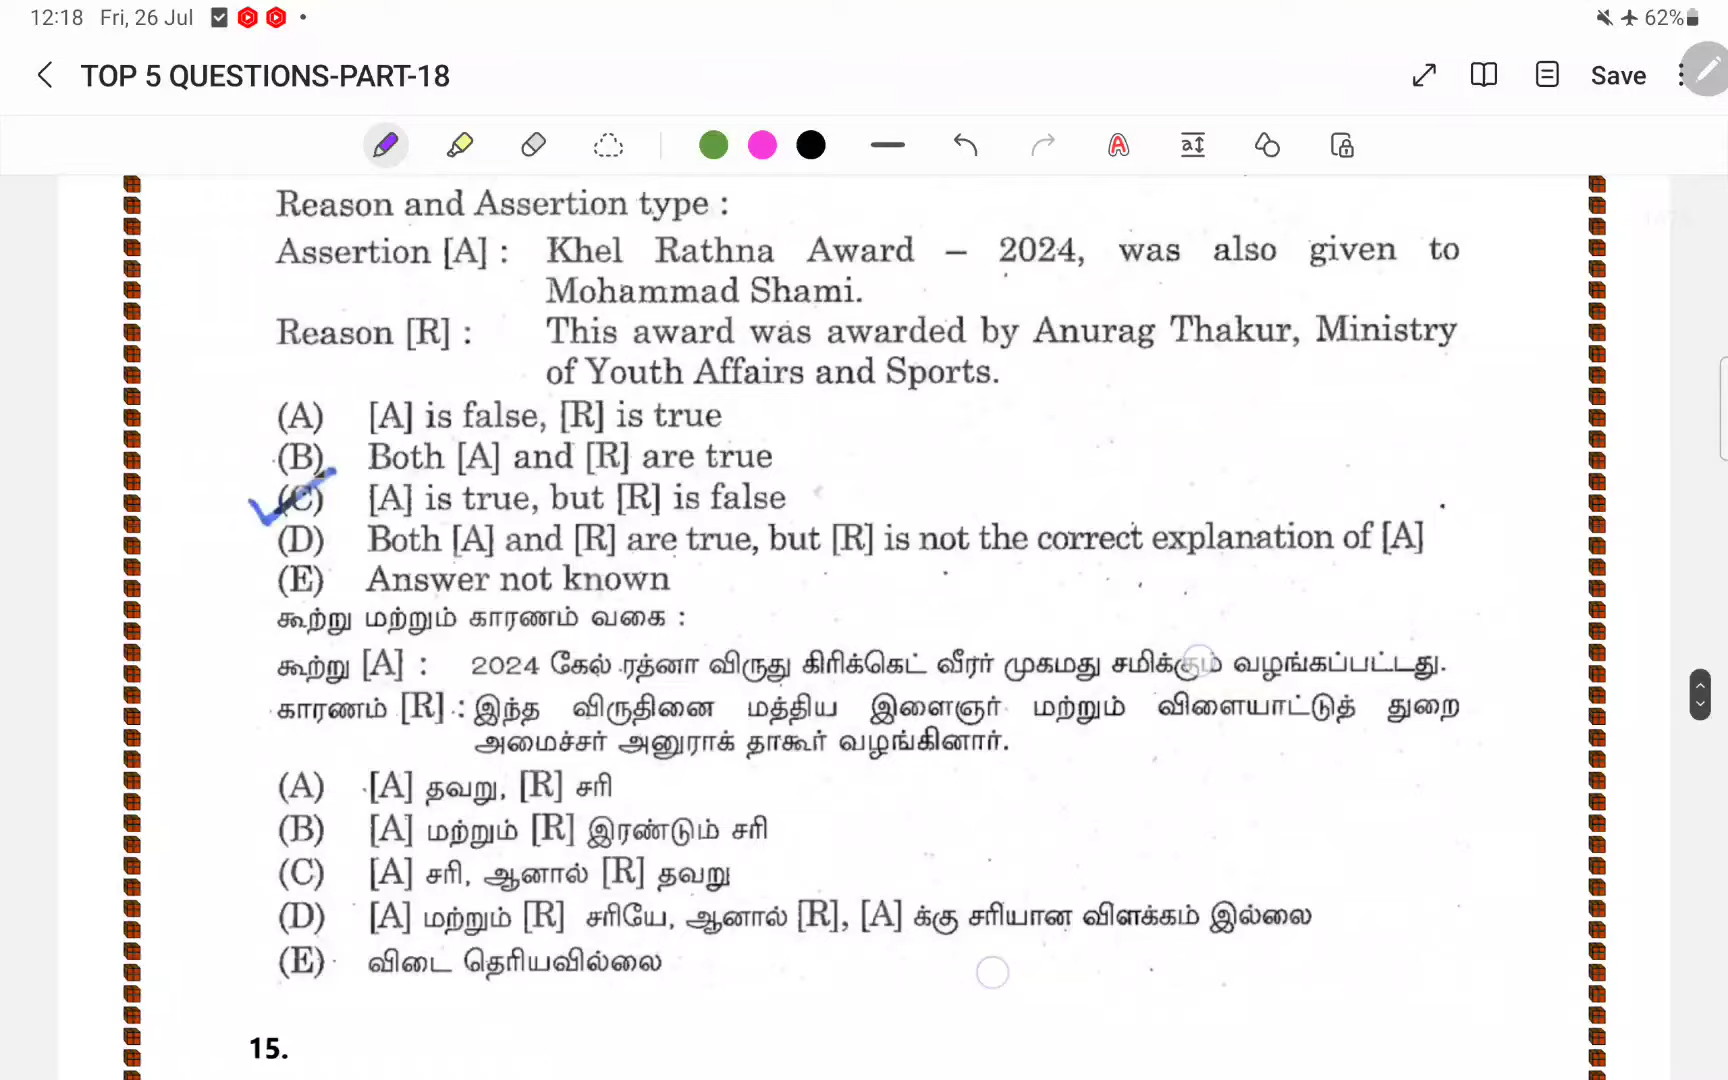 12:18 Fri, 26 Jul
62%
TOP 5 QUESTIONS-PART-18
Save
Reason and Assertion type :
Assertion [A] : Khel Rathna Award – 2024, was also given to
Mohammad Shami.
Reason [R] : This award was awarded by Anurag Thakur, Ministry
of Youth Affairs and Sports.
(A) [A] is false, [R] is true
(B) Both [A] and [R] are true
(C) [A] is true, but [R] is false
(D) Both [A] and [R] are true, but [R] is not the correct explanation of [A]
(E) Answer not known
கூற்று மற்றும் காரணம் வகை :
கூற்று [A] : 2024 கேல் ரத்னா விருது கிரிக்கெட் வீரர் முகமது சமிக்கும் வழங்கப்பட்டது.
காரணம் [R] : இந்த விருதினை மத்திய இளைஞர் மற்றும் விளையாட்டுத் துறை
அமைச்சர் அனுராக் தாகூர் வழங்கினார்.
(A) [A] தவறு, [R] சரி
(B) [A] மற்றும் [R] இரண்டும் சரி
(C) [A] சரி, ஆனால் [R] தவறு
(D) [A] மற்றும் [R] சரியே, ஆனால் [R], [A] க்கு சரியான விளக்கம் இல்லை
(E) விடை தெரியவில்லை
15.